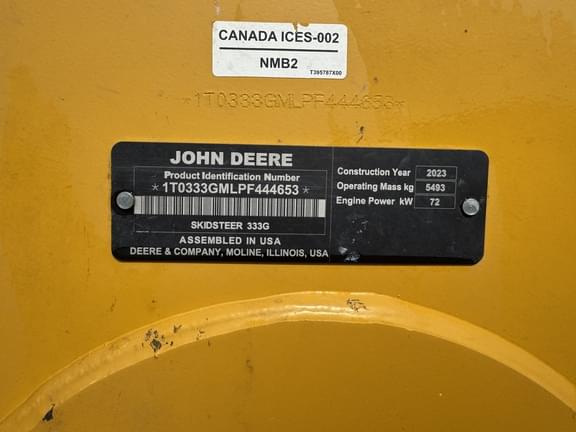 CANADA ICES-002
NMB2
T395787X00
*1T0333GMLPF444653*
JOHN DEERE
Product Identification Number
*1T0333GMLPF444653*
SKIDSTEER 333G
ASSEMBLED IN USA
DEERE & COMPANY, MOLINE, ILLINOIS, USA
Construction Year 2023
Operating Mass kg 5493
Engine Power kW 72